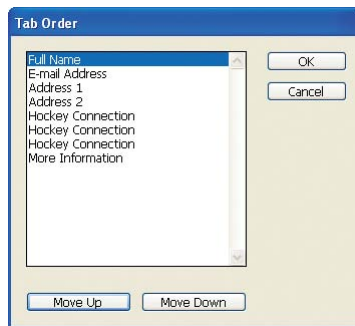 Tab Order
Full Name
E-mail Address
Address 1
Address 2
Hockey Connection
Hockey Connection
Hockey Connection
More Information
OK
Cancel
Move Up
Move Down